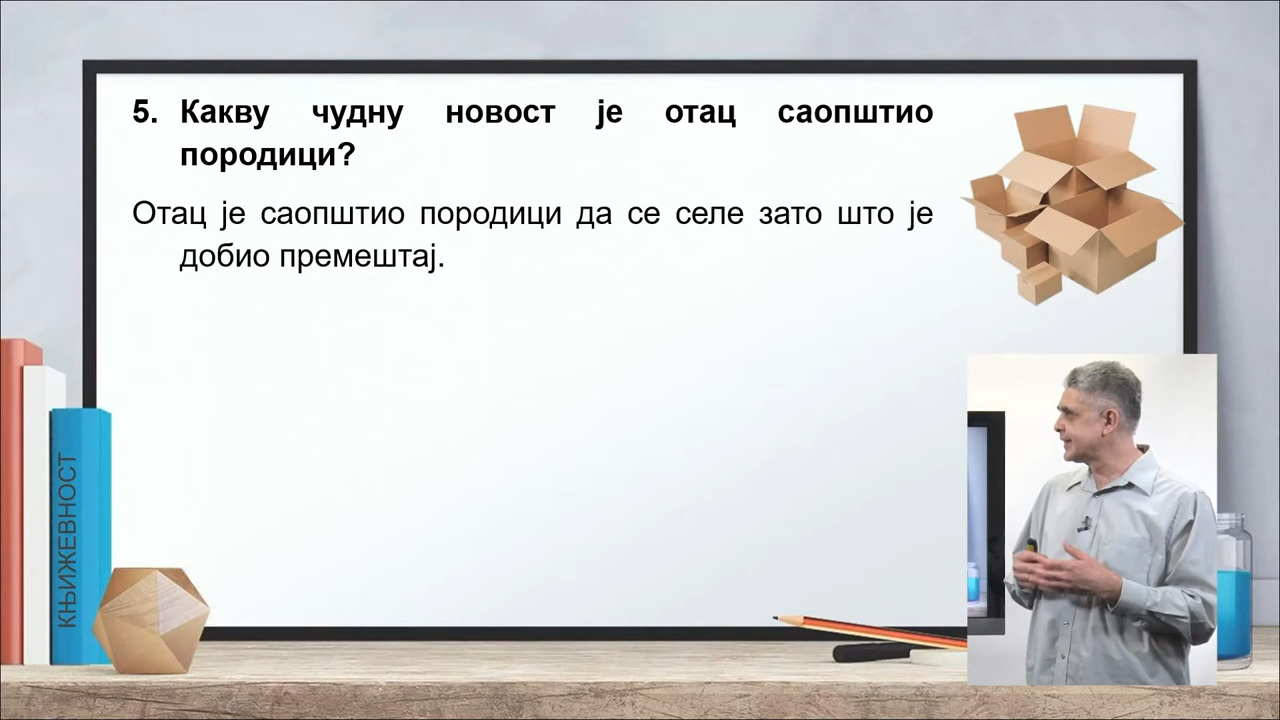 5. Какву чудну новост је отац саопштио
породици?
Отац је саопштио породици да се селе зато што је
добио премештај.
КЊИЖЕВНОСТ